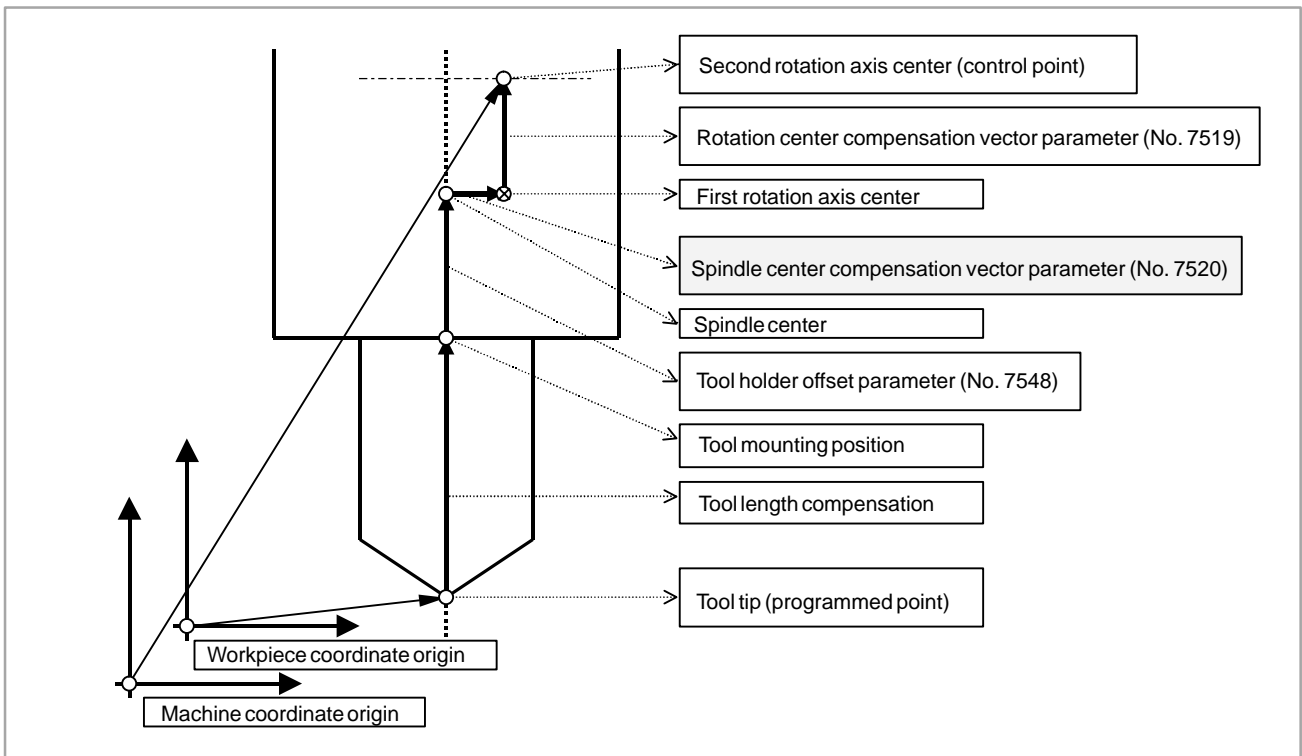 Second rotation axis center (control point)
Rotation center compensation vector parameter (No. 7519)
First rotation axis center
Spindle center compensation vector parameter (No. 7520)
Spindle center
Tool holder offset parameter (No. 7548)
Tool mounting position
Tool length compensation
Tool tip (programmed point)
Workpiece coordinate origin
Machine coordinate origin